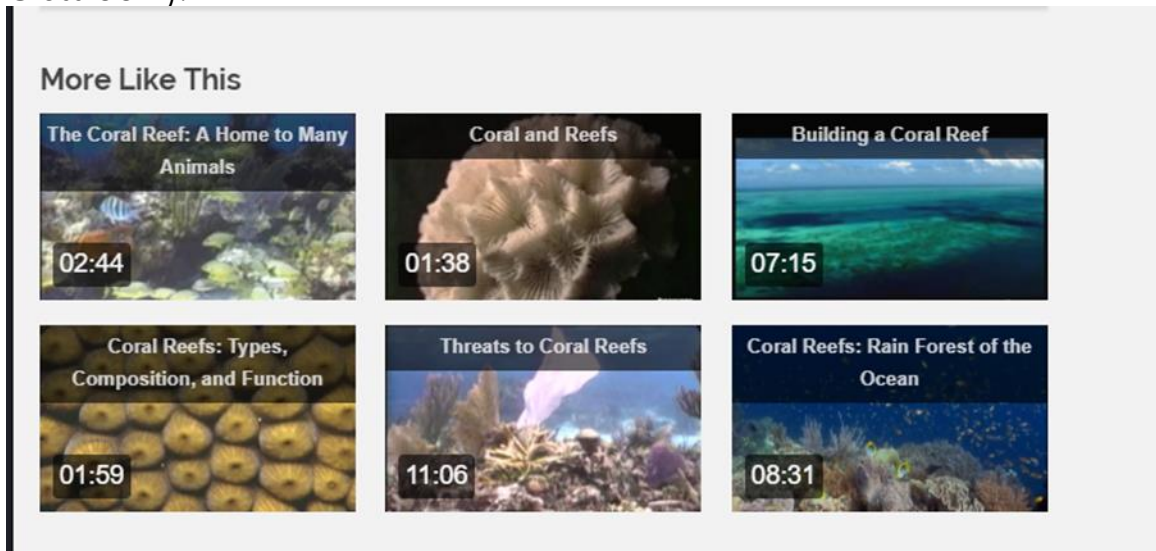 More Like This
The Coral Reef: A Home to Many
Animals
02:44
Coral and Reefs
01:38
Building a Coral Reef
07:15
Coral Reefs: Types,
Composition, and Function
01:59
Threats to Coral Reefs
11:06
Coral Reefs: Rain Forest of the
Ocean
08:31